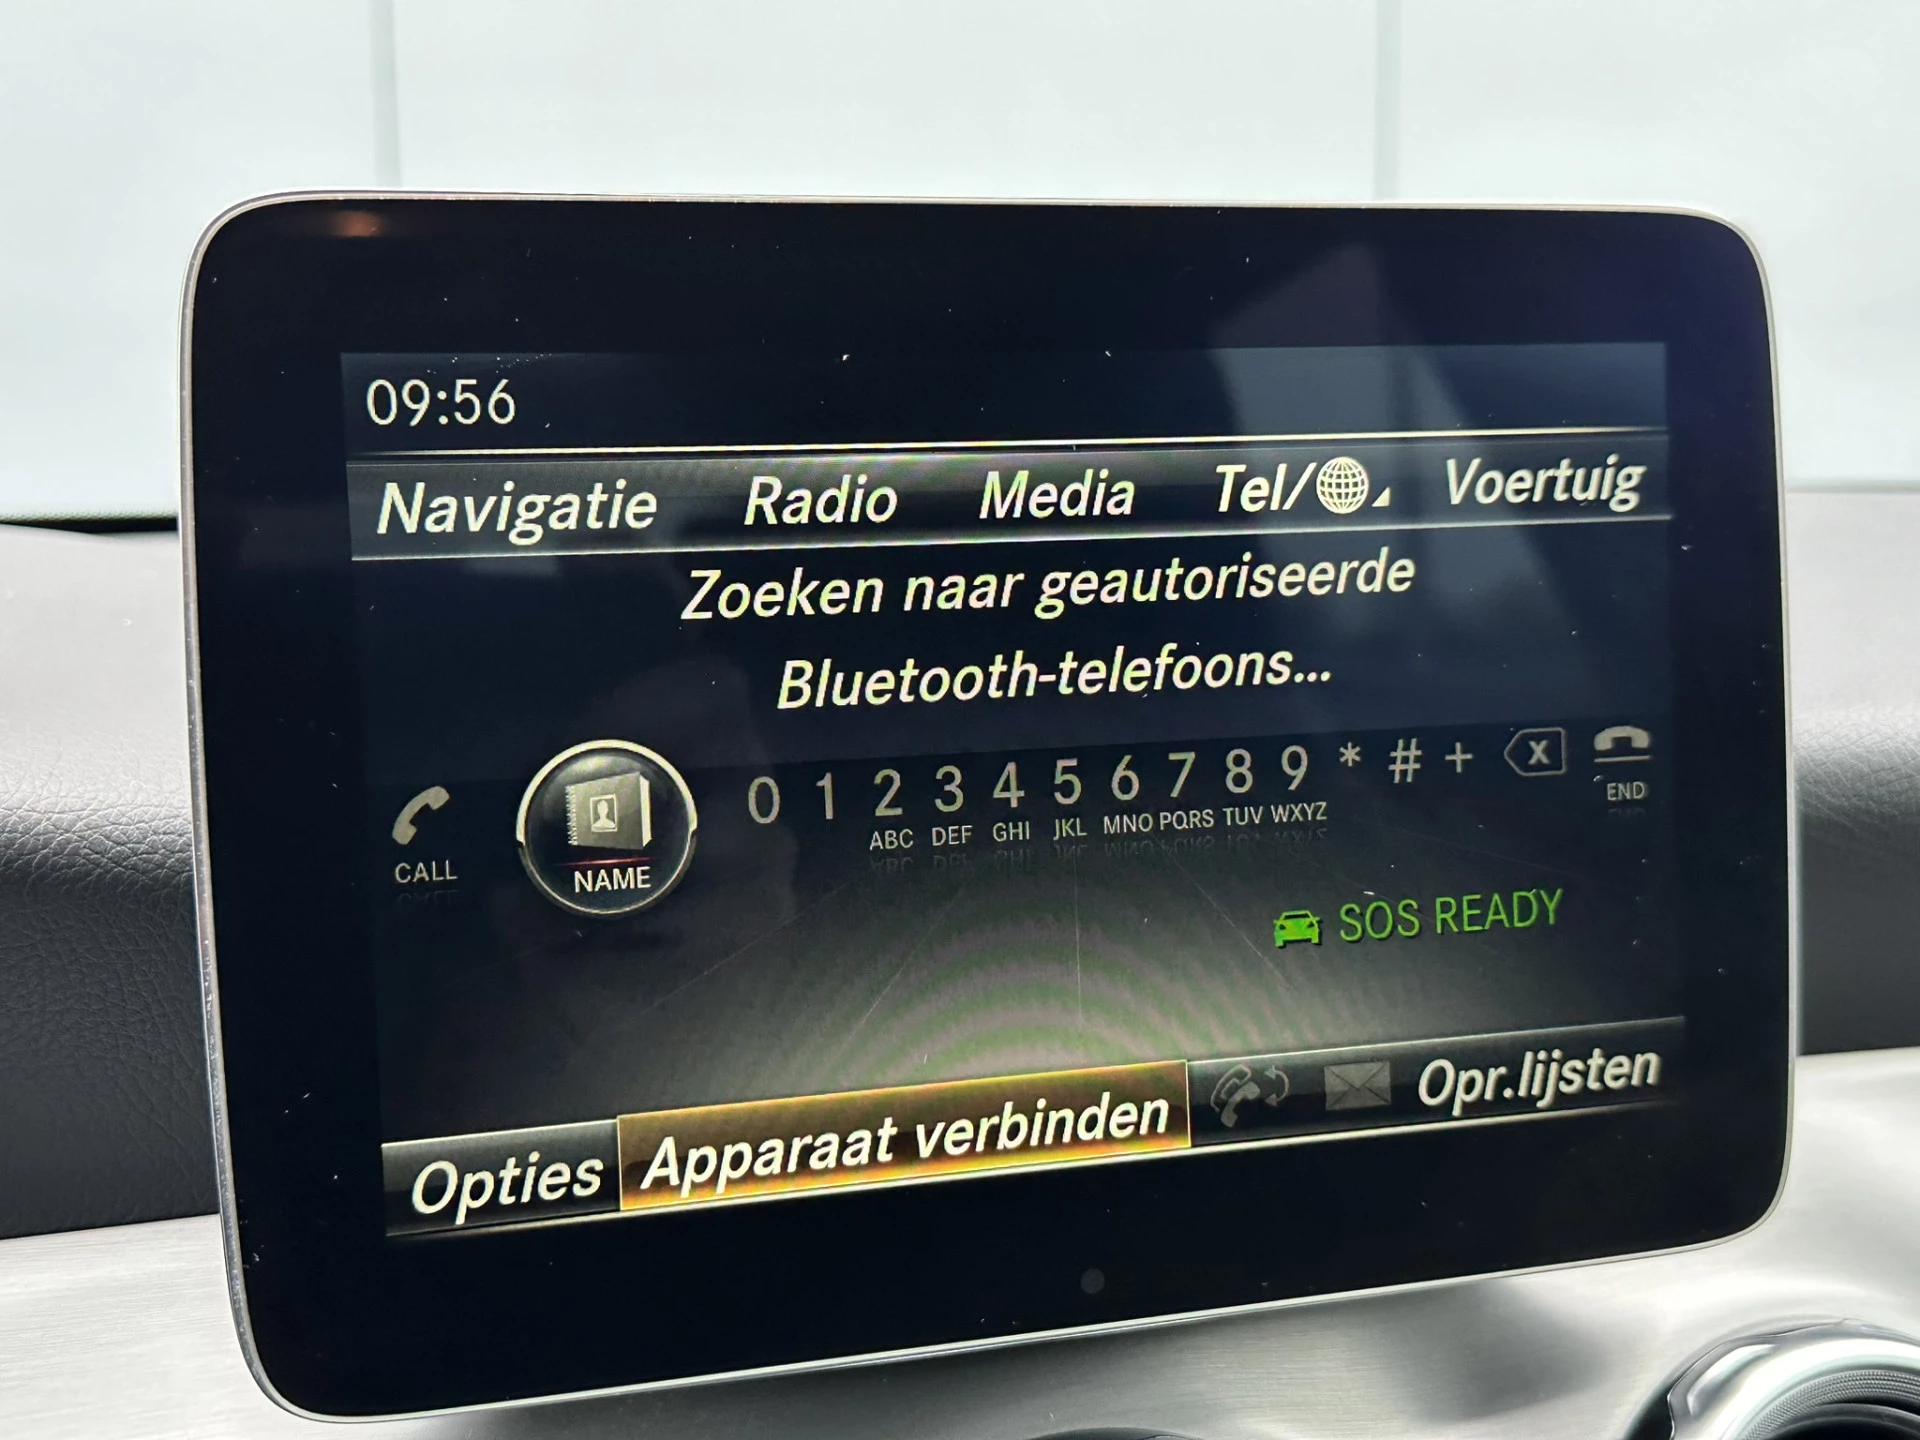 09:56
Navigatie Radio Media Tel/ Voertuig
Zoeken naar geautoriseerde
Bluetooth-telefoons...
CALL
NAME
0 1 2 3 4 5 6 7 8 9 * # + X
ABC DEF GHI JKL MNO PQRS TUV WXYZ
END
SOS READY
Opties Apparaat verbinden Opr.lijsten